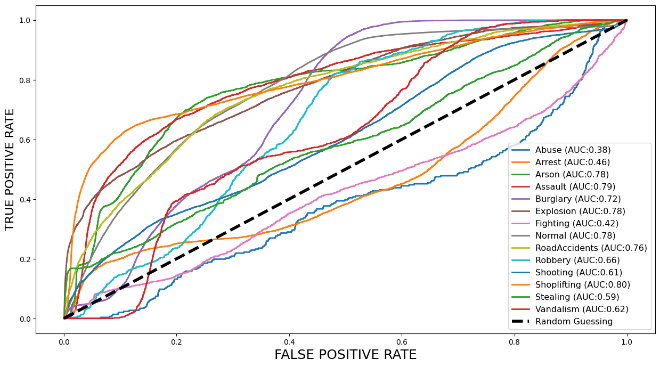 1.0
0.8
0.6
0.4
0.2
0.0
TRUE POSITIVE RATE
0.0 0.2 0.4 0.6 0.8 1.0
FALSE POSITIVE RATE
Abuse (AUC:0.38)
Arrest (AUC:0.46)
Arson (AUC:0.78)
Assault (AUC:0.79)
Burglary (AUC:0.72)
Explosion (AUC:0.78)
Fighting (AUC:0.42)
Normal (AUC:0.78)
RoadAccidents (AUC:0.76)
Robbery (AUC:0.66)
Shooting (AUC:0.61)
Shoplifting (AUC:0.80)
Stealing (AUC:0.59)
Vandalism (AUC:0.62)
Random Guessing